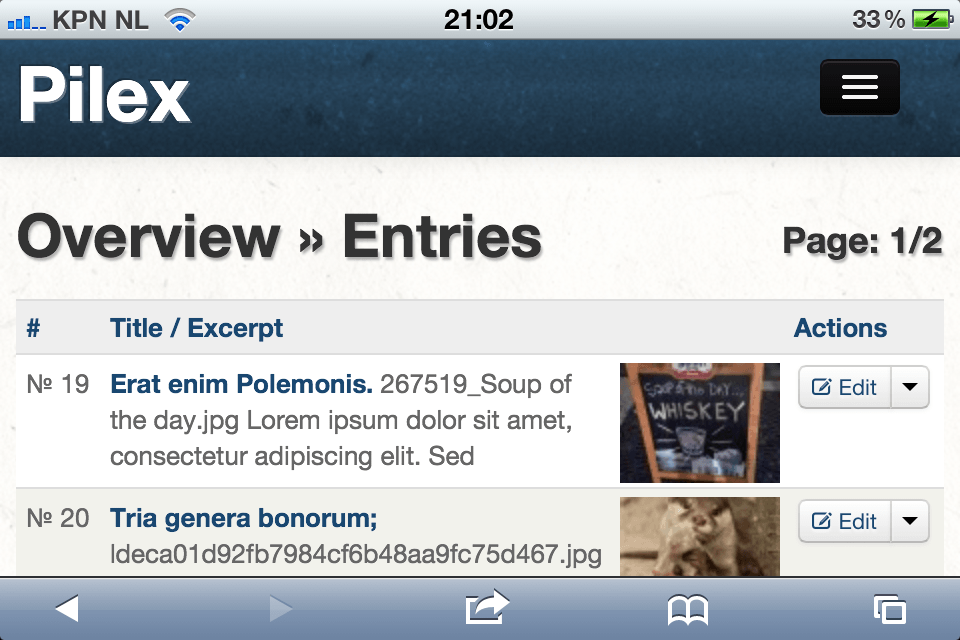 KPN NL 21:02 33 %
Pilex
Overview » Entries Page: 1/2
# Title / Excerpt Actions
№ 19 Erat enim Polemonis. 267519_Soup of Edit
the day.jpg Lorem ipsum dolor sit amet,
consectetur adipiscing elit. Sed
SOUP OF THE DAY...
WHISKEY
№ 20 Tria genera bonorum; Edit
ldeca01d92fb7984cf6b48aa9fc75d467.jpg